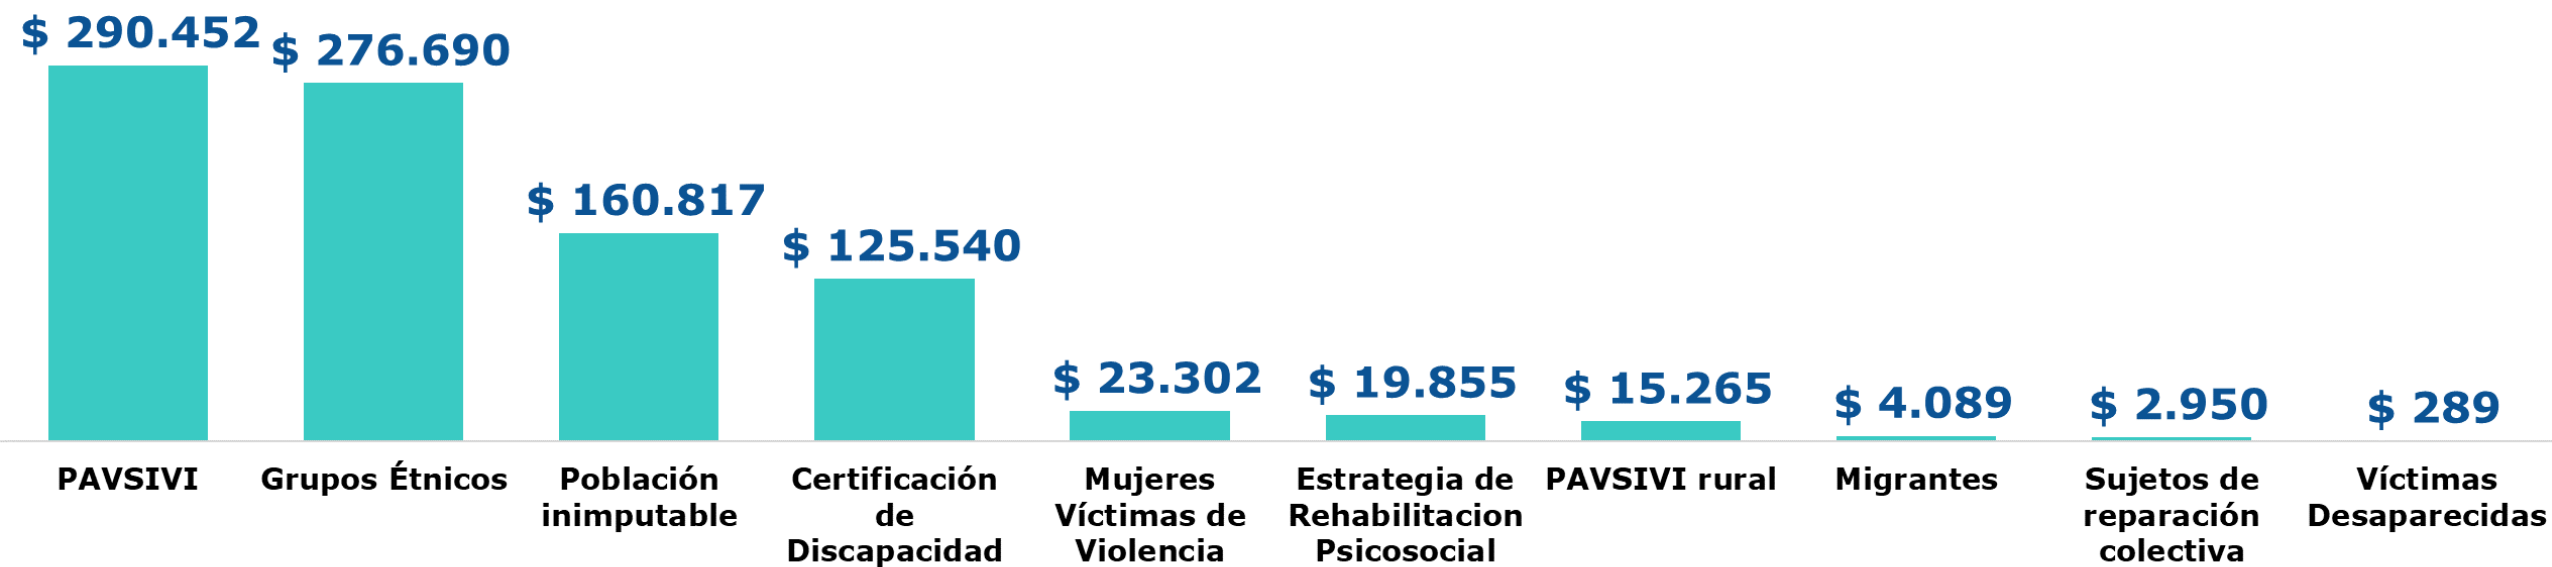 $ 290.452
$ 276.690
$ 160.817
$ 125.540
$ 23.302
$ 19.855
$ 15.265
$ 4.089
$ 2.950
$ 289
PAVSIVI
Grupos Étnicos
Población
inimputable
Certificación
de
Discapacidad
Mujeres
Víctimas de
Violencia
Estrategia de
Rehabilitacion
Psicosocial
PAVSIVI rural
Migrantes
Sujetos de
reparación
colectiva
Víctimas
Desaparecidas